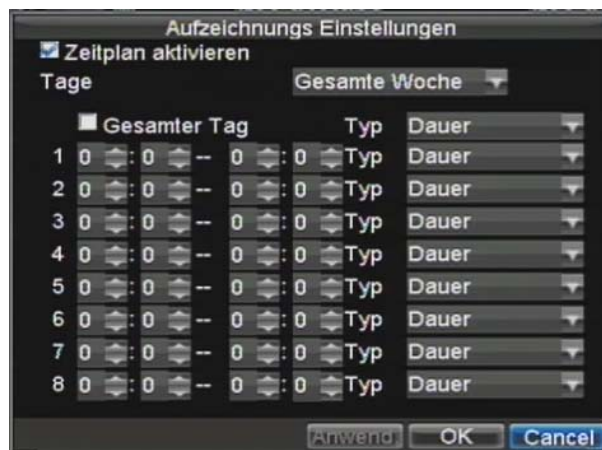 Aufzeichnungs Einstellungen
Zeitplan aktivieren
Tage Gesamte Woche
Gesamter Tag Typ Dauer
1 0 : 0 -- 0 : 0 Typ Dauer
2 0 : 0 -- 0 : 0 Typ Dauer
3 0 : 0 -- 0 : 0 Typ Dauer
4 0 : 0 -- 0 : 0 Typ Dauer
5 0 : 0 -- 0 : 0 Typ Dauer
6 0 : 0 -- 0 : 0 Typ Dauer
7 0 : 0 -- 0 : 0 Typ Dauer
8 0 : 0 -- 0 : 0 Typ Dauer
Anwend. OK Cancel